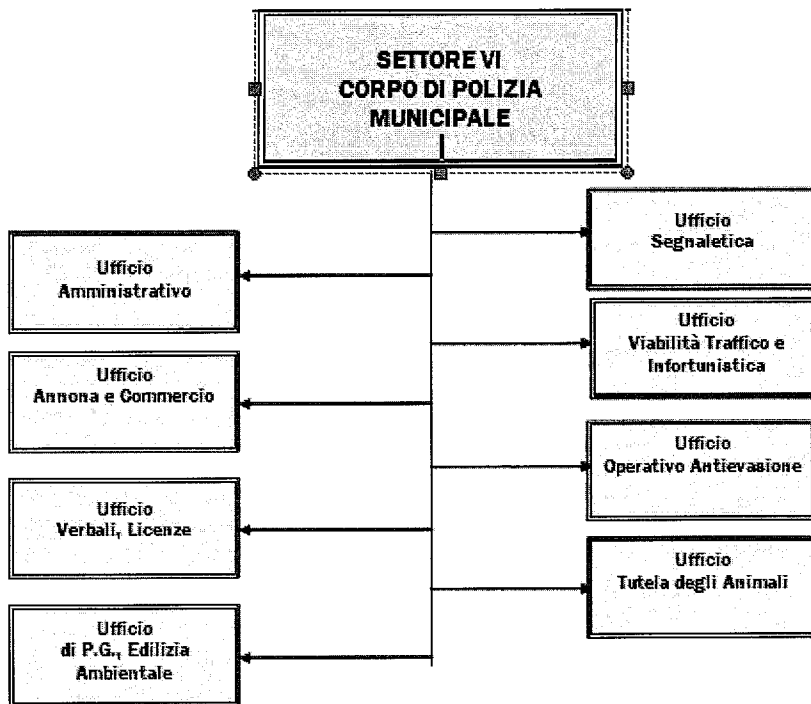 SETTORE VI
CORPO DI POLIZIA
MUNICIPALE
Ufficio
Amministrativo
Ufficio
Annona e Commercio
Ufficio
Verbali, Licenze
Ufficio
di P.G., Edilizia
Ambientale
Ufficio
Segnaletica
Ufficio
Viabilità Traffico e
Infortunistica
Ufficio
Operativo Antievasione
Ufficio
Tutela degli Animali